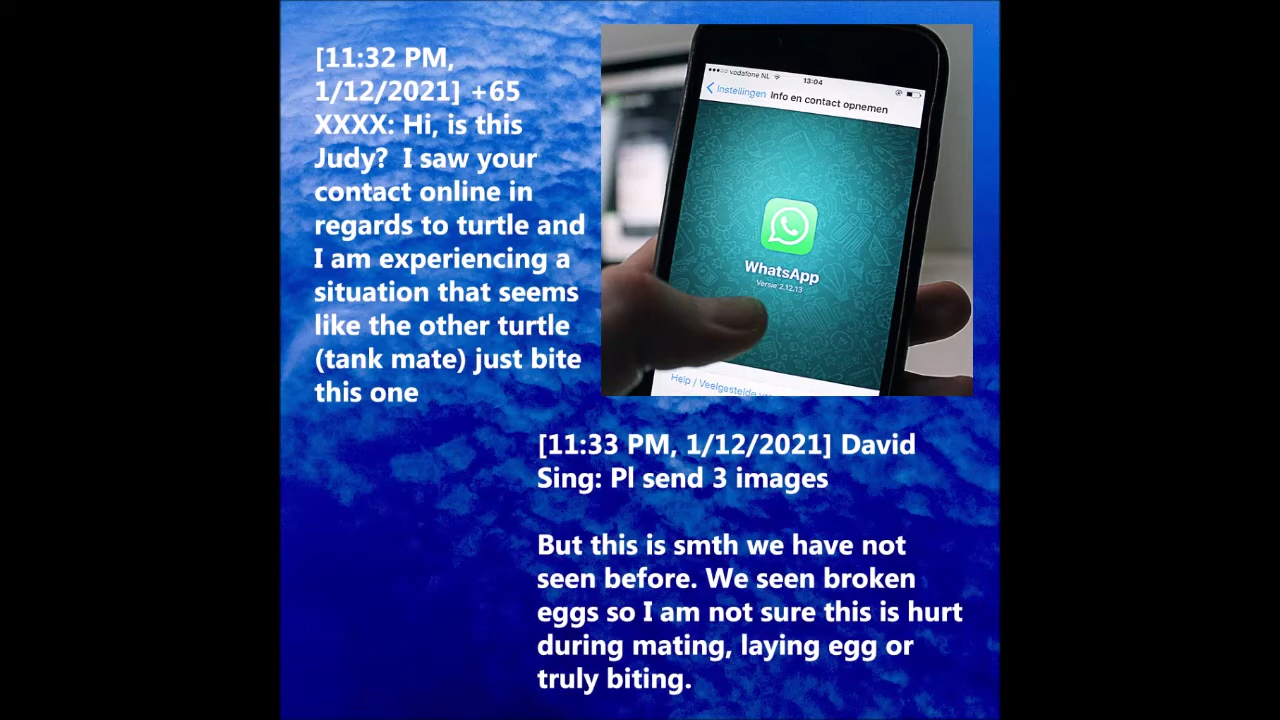 [11:32 PM,
1/12/2021] +65
XXXX: Hi, is this
Judy?  I saw your
contact online in
regards to turtle and
I am experiencing a
situation that seems
like the other turtle
(tank mate) just bite
this one
vodafone NL
13:04
Instellingen Info en contact opnemen
WhatsApp
Versie 2.12.13
Help / Veelgestelde
[11:33 PM, 1/12/2021] David
Sing: Pl send 3 images
But this is smth we have not
seen before. We seen broken
eggs so I am not sure this is hurt
during mating, laying egg or
truly biting.